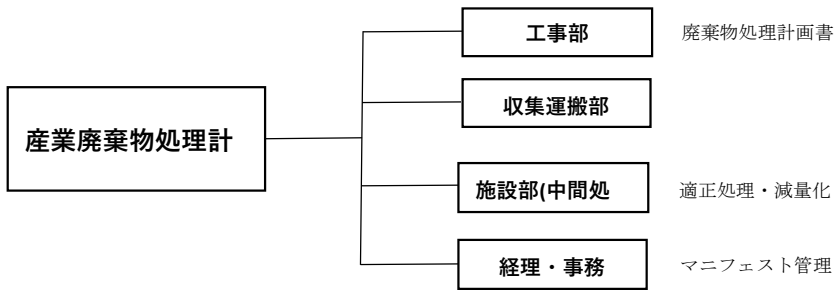 工事部
廃棄物処理計画書
収集運搬部
産業廃棄物処理計
施設部(中間処
適正処理・減量化
経理・事務
マニフェスト管理